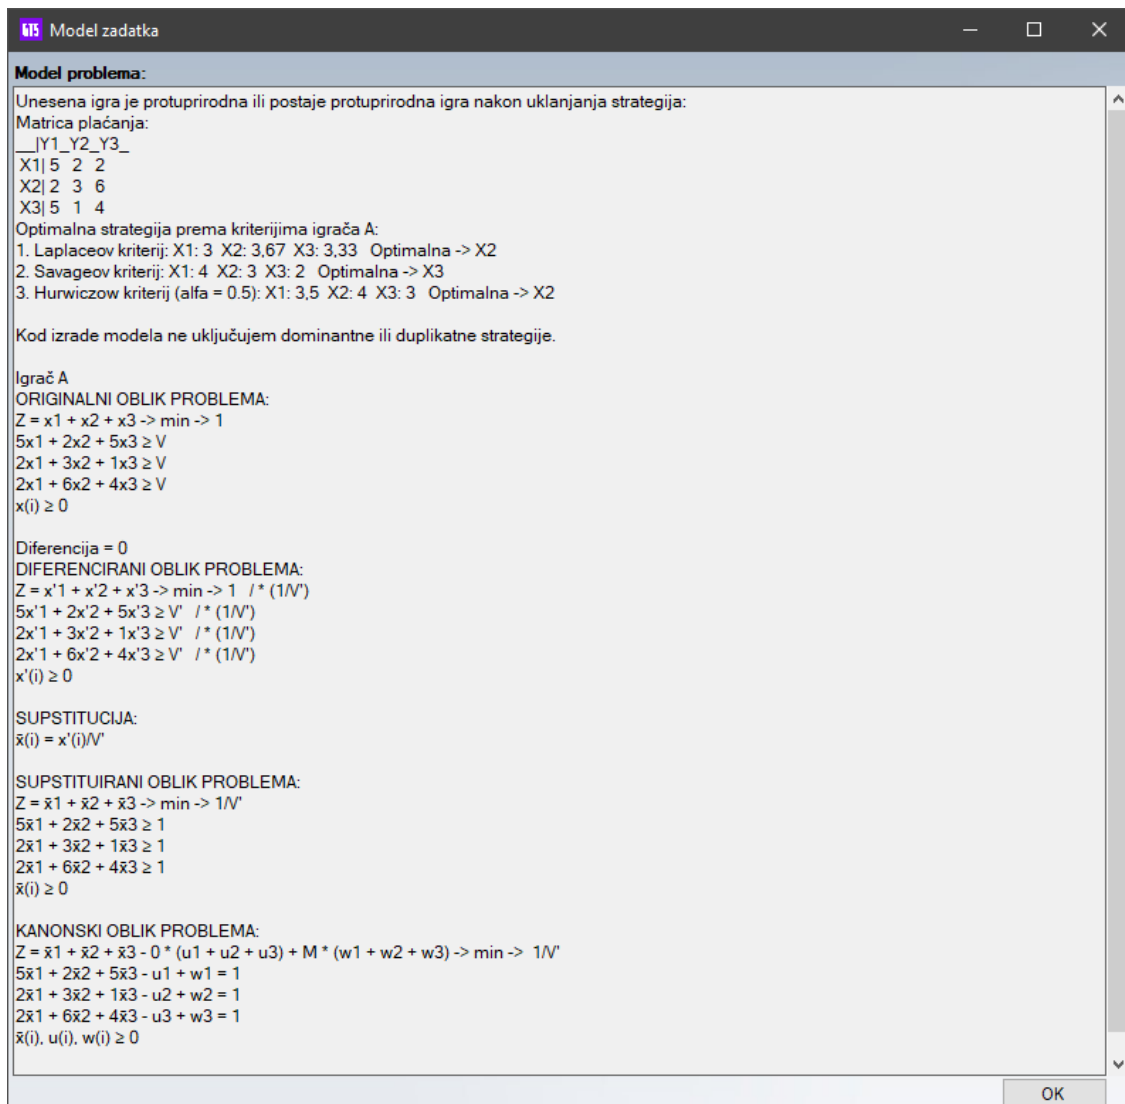 GTS Model zadatka
Model problema:
Unesena igra je protuprirodna ili postaje protuprirodna igra nakon uklanjanja strategija:
Matrica plaćanja:
__|Y1_Y2_Y3_
X1| 5 2 2
X2| 2 3 6
X3| 5 1 4
Optimalna strategija prema kriterijima igrača A:
1. Laplaceov kriterij: X1: 3 X2: 3,67 X3: 3,33 Optimalna -> X2
2. Savageov kriterij: X1: 4 X2: 3 X3: 2 Optimalna -> X3
3. Hurwiczow kriterij (alfa = 0.5): X1: 3,5 X2: 4 X3: 3 Optimalna -> X2
Kod izrade modela ne uključujem dominantne ili duplikatne strategije.
Igrač A
ORIGINALNI OBLIK PROBLEMA:
Z = x1 + x2 + x3 -> min -> 1
5x1 + 2x2 + 5x3 ≥ V
2x1 + 3x2 + 1x3 ≥ V
2x1 + 6x2 + 4x3 ≥ V
x(i) ≥ 0
Diferencija = 0
DIFERENCIRANI OBLIK PROBLEMA:
Z = x'1 + x'2 + x'3 -> min -> 1 / * (1/V')
5x'1 + 2x'2 + 5x'3 ≥ V' / * (1/V')
2x'1 + 3x'2 + 1x'3 ≥ V' / * (1/V')
2x'1 + 6x'2 + 4x'3 ≥ V' / * (1/V')
x'(i) ≥ 0
SUPSTITUCIJA:
x̄(i) = x'(i)/V'
SUPSTITUIRANI OBLIK PROBLEMA:
Z = x̄1 + x̄2 + x̄3 -> min -> 1/V'
5x̄1 + 2x̄2 + 5x̄3 ≥ 1
2x̄1 + 3x̄2 + 1x̄3 ≥ 1
2x̄1 + 6x̄2 + 4x̄3 ≥ 1
x̄(i) ≥ 0
KANONSKI OBLIK PROBLEMA:
Z = x̄1 + x̄2 + x̄3 - 0 * (u1 + u2 + u3) + M * (w1 + w2 + w3) -> min -> 1/V'
5x̄1 + 2x̄2 + 5x̄3 - u1 + w1 = 1
2x̄1 + 3x̄2 + 1x̄3 - u2 + w2 = 1
2x̄1 + 6x̄2 + 4x̄3 - u3 + w3 = 1
x̄(i), u(i), w(i) ≥ 0
OK